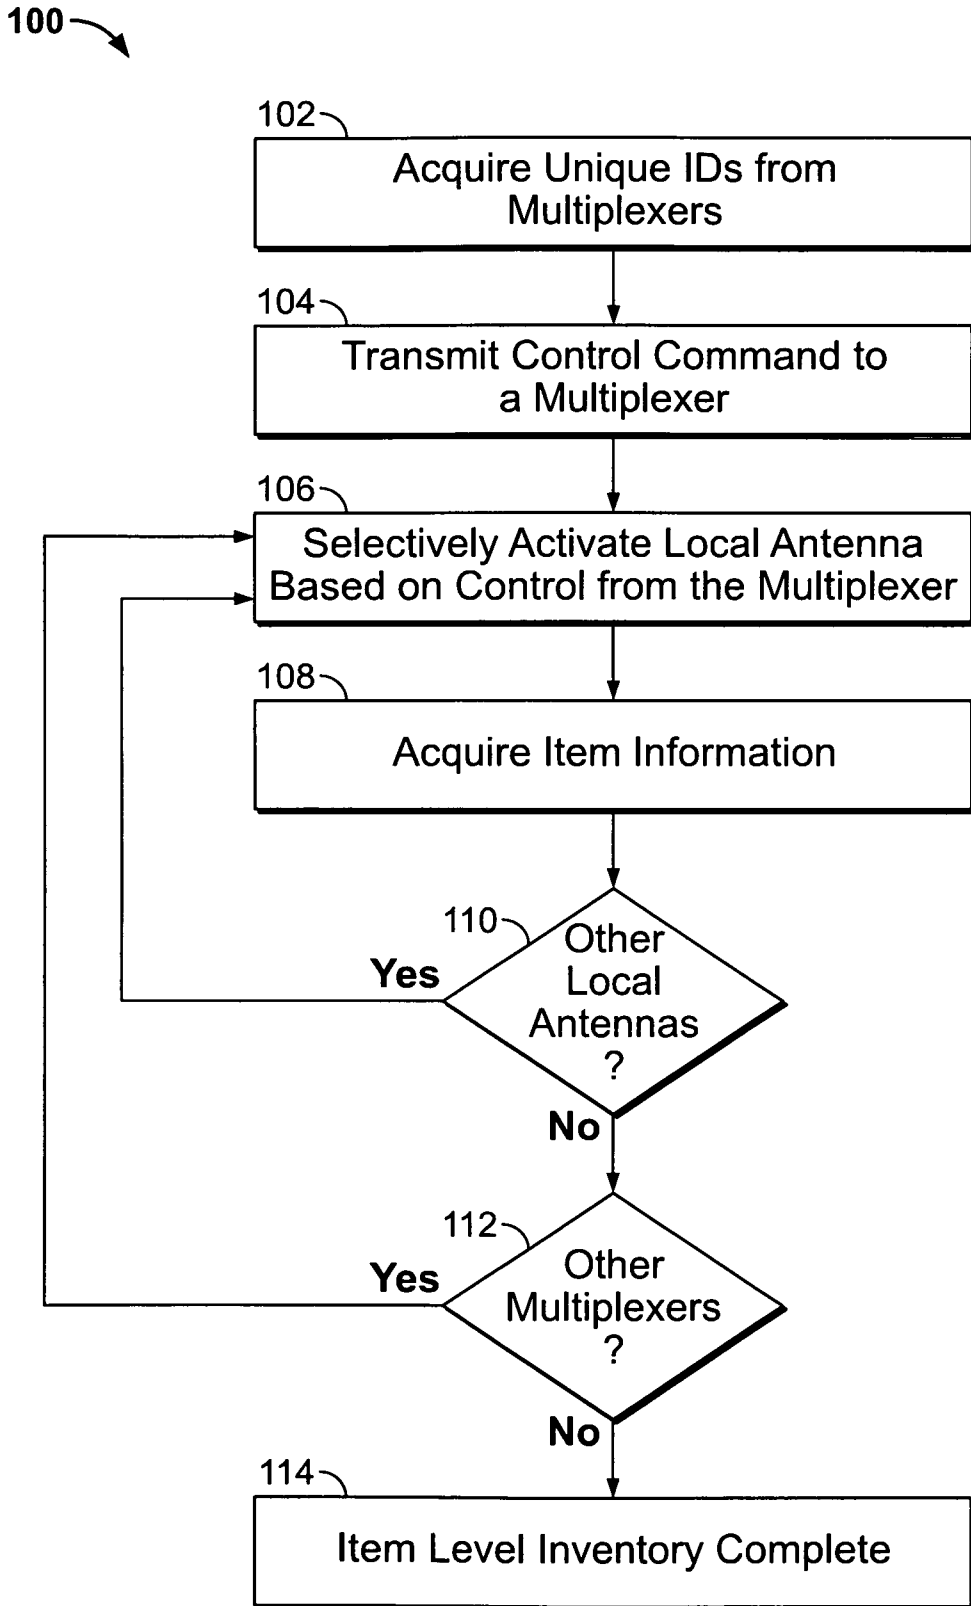 100
102
Acquire Unique IDs from
Multiplexers
104
Transmit Control Command to
a Multiplexer
106
Selectively Activate Local Antenna
Based on Control from the Multiplexer
108
Acquire Item Information
110
Other
Local
Antennas
?
Yes
No
112
Other
Multiplexers
?
Yes
No
114
Item Level Inventory Complete